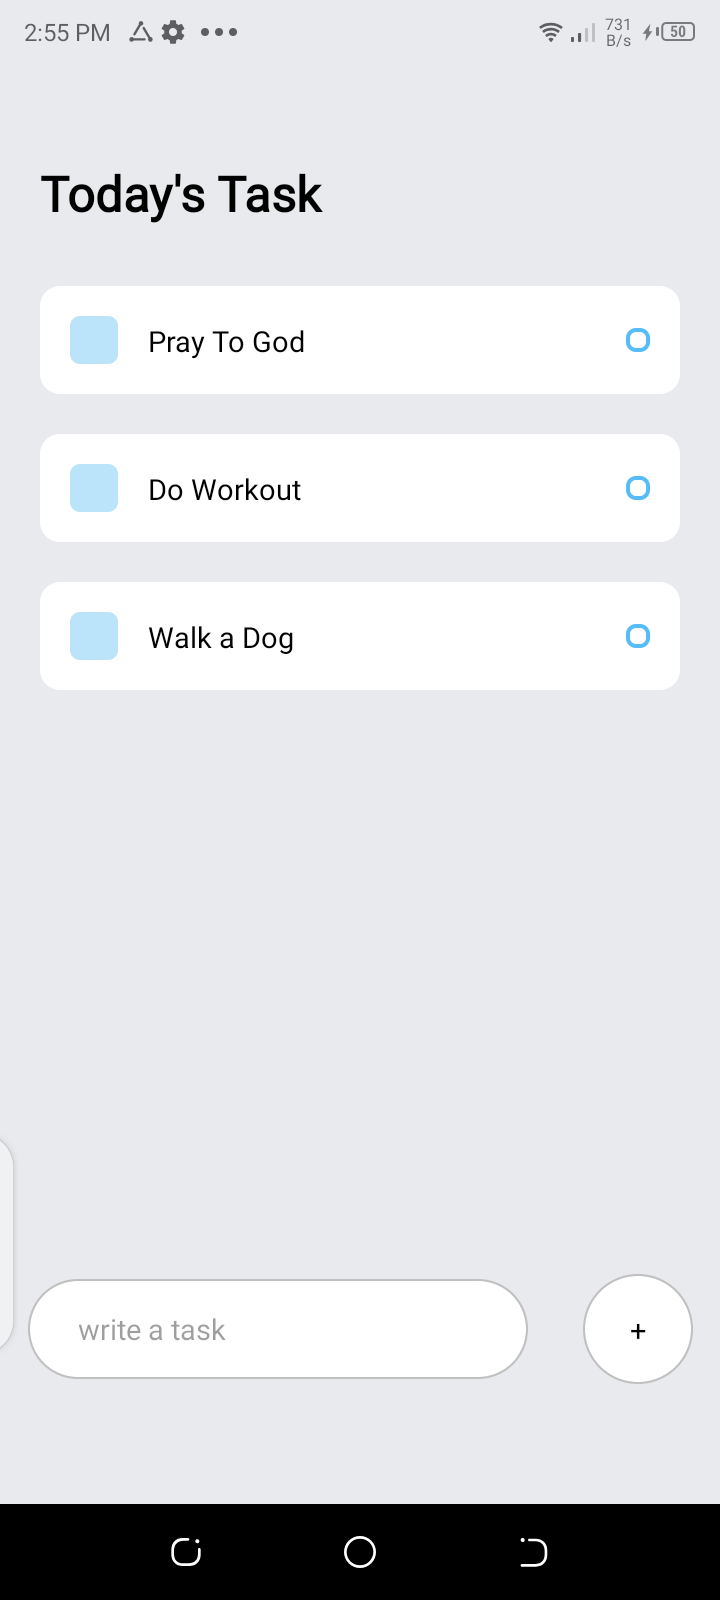 2:55 PM
731
B/s
50
Today's Task
Pray To God
Do Workout
Walk a Dog
write a task
+